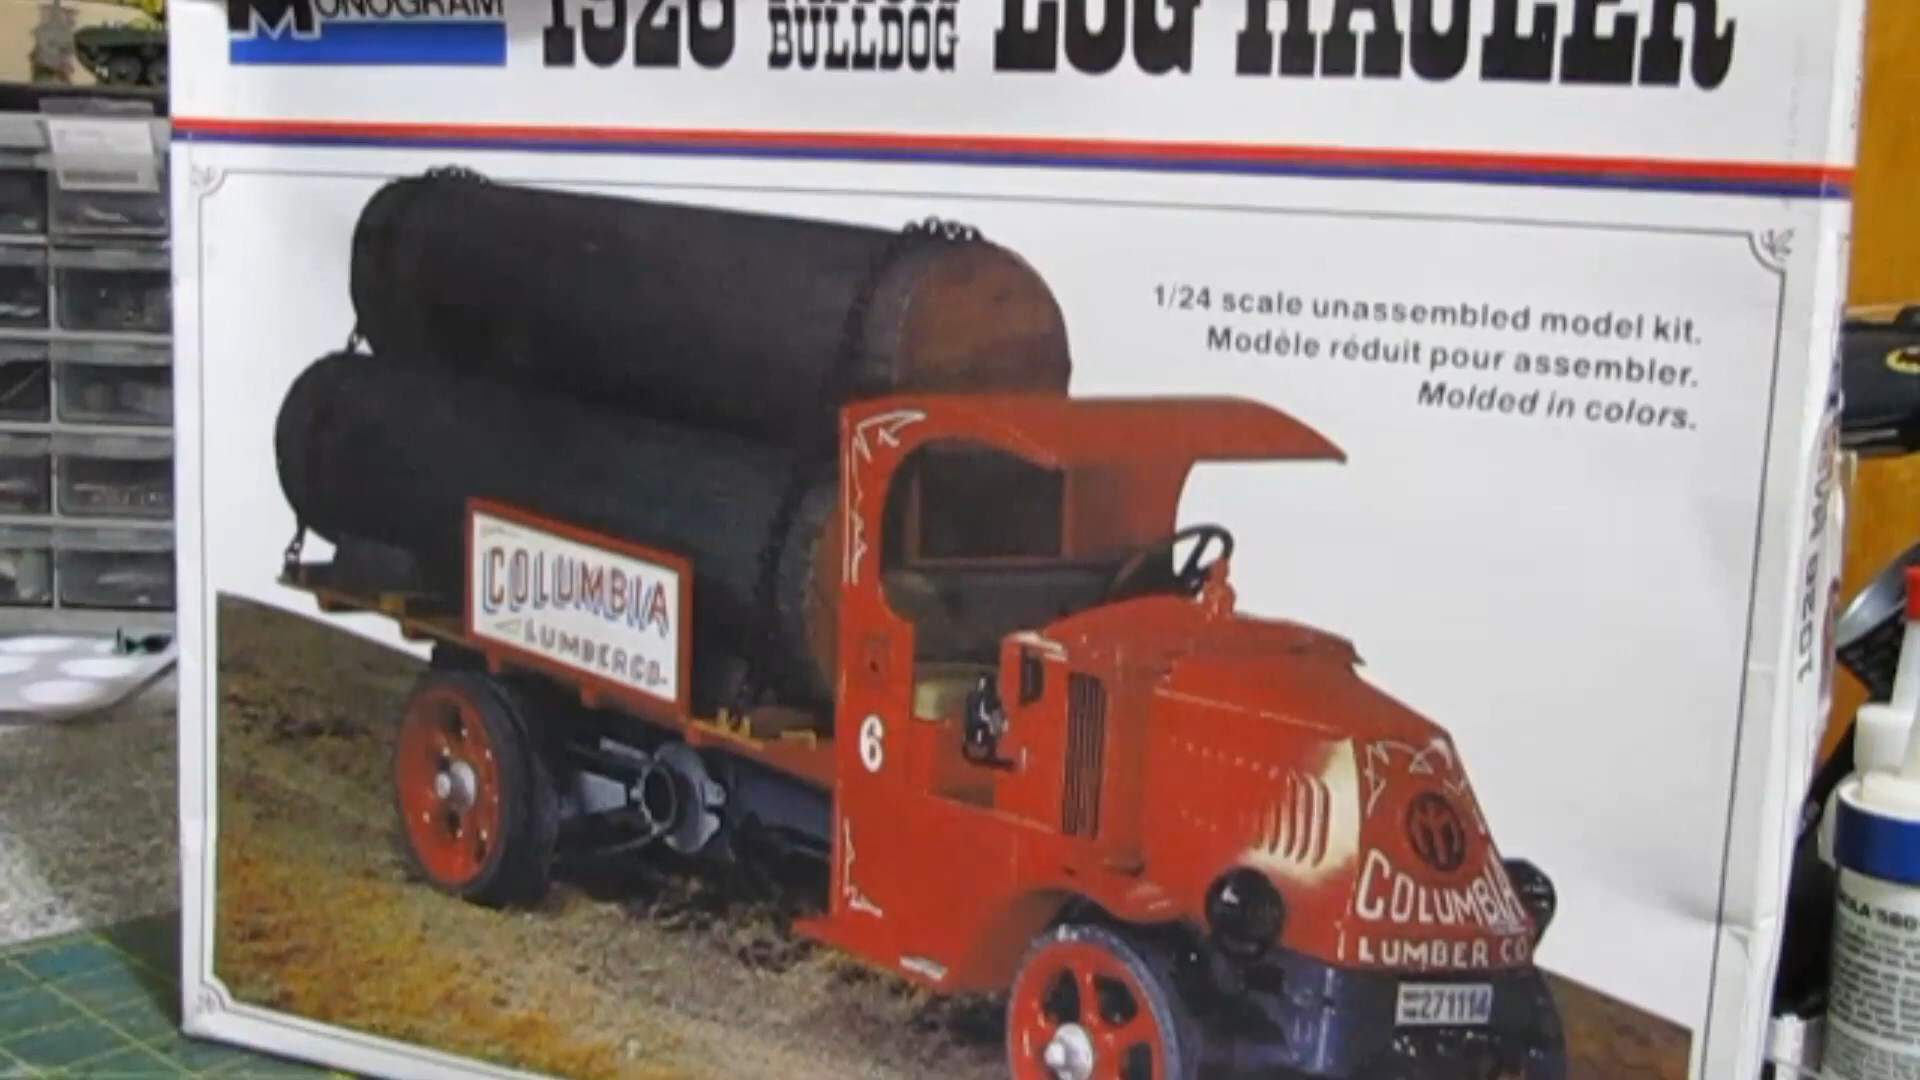 MONOGRAM
1926
BULLDOG
LOG HAULER
1/24 scale unassembled model kit.
Modèle réduit pour assembler.
Molded in colors.
COLUMBIA
LUMBER CO.
6
COLUMBIA
LUMBER CO
271114